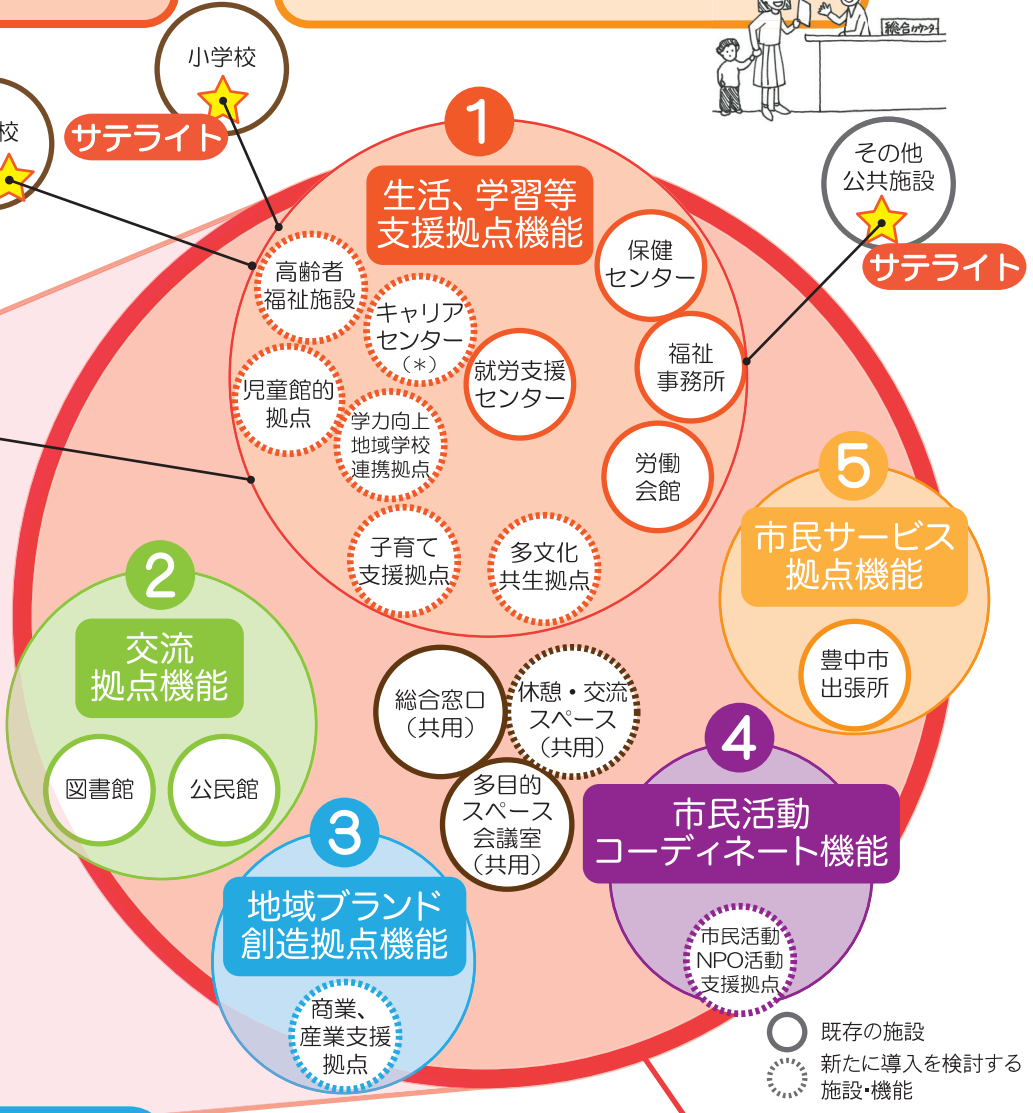 小学校
校
サテライト
総合カウンター
その他
公共施設
サテライト
1
生活、学習等
支援拠点機能
高齢者
福祉施設
キャリア
センター
（＊）
保健
センター
就労支援
センター
福祉
事務所
児童館的
拠点
学力向上
地域学校
連携拠点
労働
会館
子育て
支援拠点
多文化
共生拠点
2
交流
拠点機能
図書館
公民館
総合窓口
（共用）
休憩・交流
スペース
（共用）
多目的
スペース
会議室
（共用）
3
地域ブランド
創造拠点機能
商業、
産業支援
拠点
4
市民活動
コーディネート機能
市民活動
NPO活動
支援拠点
5
市民サービス
拠点機能
豊中市
出張所
既存の施設
新たに導入を検討する
施設・機能